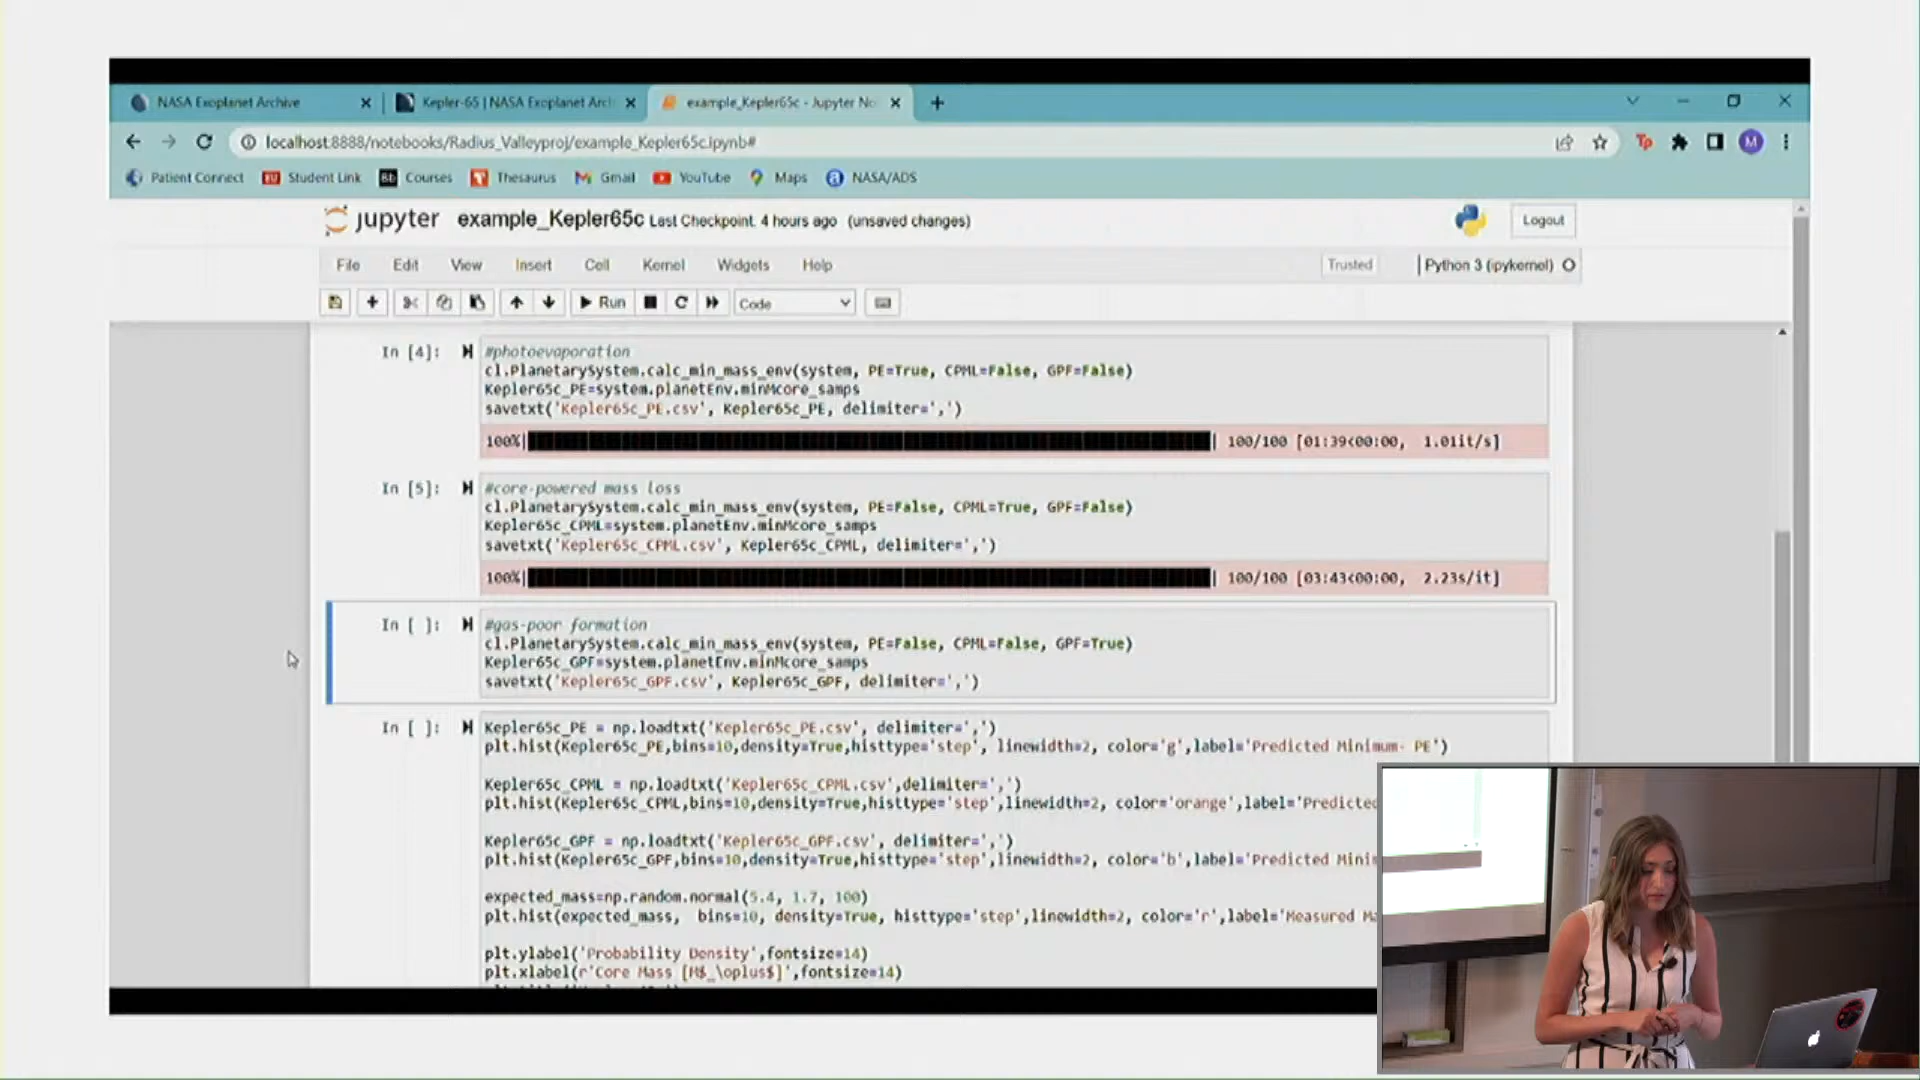 NASA Exoplanet Archive
Kepler-65 | NASA Exoplanet Arch
example_Kepler65c - Jupyter No
localhost:8888/notebooks/Radius_Valleyproj/example_Kepler65c.ipynb#
Tp
M
Patient Connect
EU Student Link
Bb Courses
Thesaurus
Gmail
YouTube
Maps
a NASA/ADS
jupyter example_Kepler65c Last Checkpoint: 4 hours ago (unsaved changes)
Logout
File Edit View Insert Cell Kernel Widgets Help
Trusted
Python 3 (ipykernel)
Run
Code
In [4]:
#photoevaporation
cl.PlanetarySystem.calc_min_mass_env(system, PE=True, CPML=False, GPF=False)
Kepler65c_PE=system.planetEnv.minMcore_samps
savetxt('Kepler65c_PE.csv', Kepler65c_PE, delimiter=',')
100%| | 100/100 [01:39<00:00, 1.01it/s]
In [5]:
#core-powered mass loss
cl.PlanetarySystem.calc_min_mass_env(system, PE=False, CPML=True, GPF=False)
Kepler65c_CPML=system.planetEnv.minMcore_samps
savetxt('Kepler65c_CPML.csv', Kepler65c_CPML, delimiter=',')
100%| | 100/100 [03:43<00:00, 2.23s/it]
In [ ]:
#gas-poor formation
cl.PlanetarySystem.calc_min_mass_env(system, PE=False, CPML=False, GPF=True)
Kepler65c_GPF=system.planetEnv.minMcore_samps
savetxt('Kepler65c_GPF.csv', Kepler65c_GPF, delimiter=',')
In [ ]:
Kepler65c_PE = np.loadtxt('Kepler65c_PE.csv', delimiter=',')
plt.hist(Kepler65c_PE,bins=10,density=True,histtype='step', linewidth=2, color='g',label='Predicted Minimum- PE')
Kepler65c_CPML = np.loadtxt('Kepler65c_CPML.csv',delimiter=',')
plt.hist(Kepler65c_CPML,bins=10,density=True,histtype='step',linewidth=2, color='orange',label='Predicted
Kepler65c_GPF = np.loadtxt('Kepler65c_GPF.csv', delimiter=',')
plt.hist(Kepler65c_GPF,bins=10,density=True,histtype='step',linewidth=2, color='b',label='Predicted Mini
expected_mass=np.random.normal(5.4, 1.7, 100)
plt.hist(expected_mass, bins=10, density=True, histtype='step',linewidth=2, color='r',label='Measured Ma
plt.ylabel('Probability Density',fontsize=14)
plt.xlabel(r'Core Mass [M$_\oplus$]',fontsize=14)